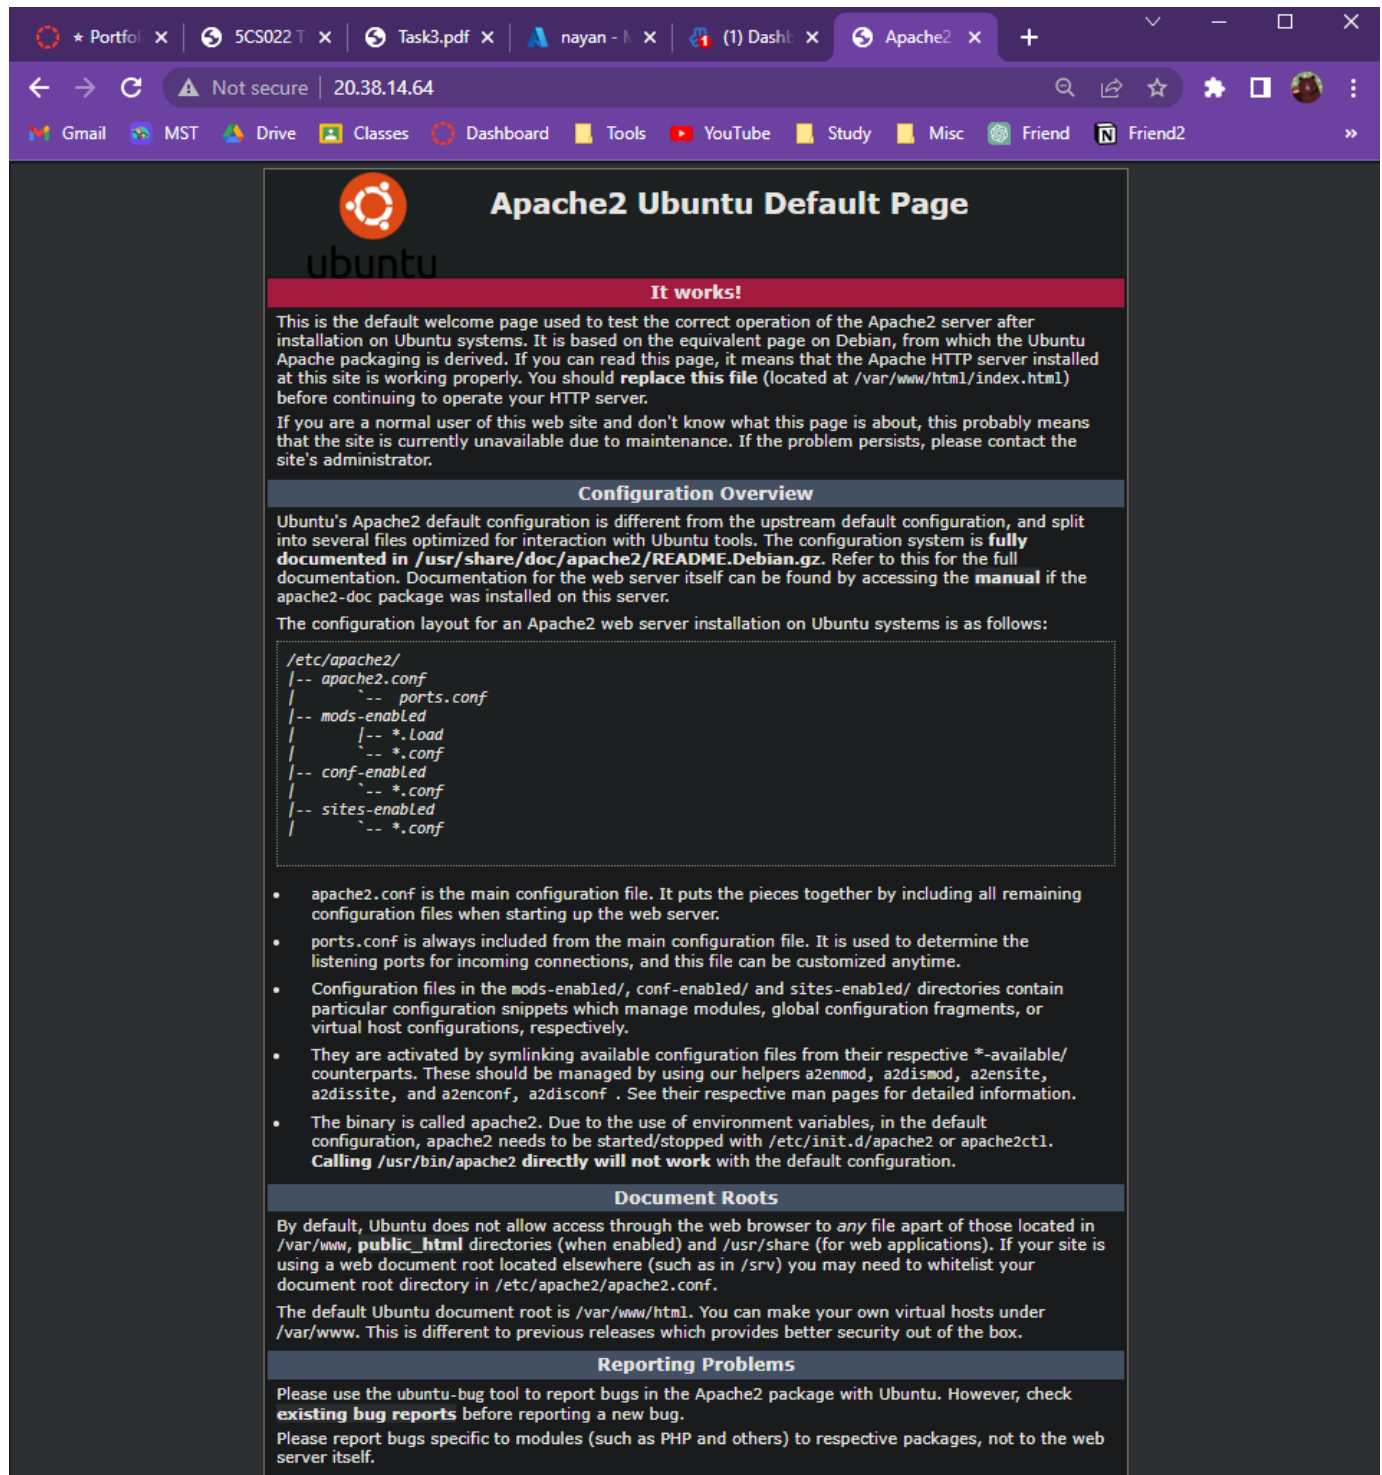 ★ Portfol
5CS022 T
Task3.pdf
nayan - M
(1) Dashb
Apache2
Not secure | 20.38.14.64
Gmail MST Drive Classes Dashboard Tools YouTube Study Misc Friend Friend2 »
Apache2 Ubuntu Default Page
ubuntu
It works!
This is the default welcome page used to test the correct operation of the Apache2 server after
installation on Ubuntu systems. It is based on the equivalent page on Debian, from which the Ubuntu
Apache packaging is derived. If you can read this page, it means that the Apache HTTP server installed
at this site is working properly. You should replace this file (located at /var/www/html/index.html)
before continuing to operate your HTTP server.
If you are a normal user of this web site and don't know what this page is about, this probably means
that the site is currently unavailable due to maintenance. If the problem persists, please contact the
site's administrator.
Configuration Overview
Ubuntu's Apache2 default configuration is different from the upstream default configuration, and split
into several files optimized for interaction with Ubuntu tools. The configuration system is fully
documented in /usr/share/doc/apache2/README.Debian.gz. Refer to this for the full
documentation. Documentation for the web server itself can be found by accessing the manual if the
apache2-doc package was installed on this server.
The configuration layout for an Apache2 web server installation on Ubuntu systems is as follows:
/etc/apache2/
|-- apache2.conf
|       `--  ports.conf
|-- mods-enabled
|       |-- *.load
|       `-- *.conf
|-- conf-enabled
|       `-- *.conf
|-- sites-enabled
|       `-- *.conf
• apache2.conf is the main configuration file. It puts the pieces together by including all remaining
configuration files when starting up the web server.
• ports.conf is always included from the main configuration file. It is used to determine the
listening ports for incoming connections, and this file can be customized anytime.
• Configuration files in the mods-enabled/, conf-enabled/ and sites-enabled/ directories contain
particular configuration snippets which manage modules, global configuration fragments, or
virtual host configurations, respectively.
• They are activated by symlinking available configuration files from their respective *-available/
counterparts. These should be managed by using our helpers a2enmod, a2dismod, a2ensite,
a2dissite, and a2enconf, a2disconf . See their respective man pages for detailed information.
• The binary is called apache2. Due to the use of environment variables, in the default
configuration, apache2 needs to be started/stopped with /etc/init.d/apache2 or apache2ctl.
Calling /usr/bin/apache2 directly will not work with the default configuration.
Document Roots
By default, Ubuntu does not allow access through the web browser to any file apart of those located in
/var/www, public_html directories (when enabled) and /usr/share (for web applications). If your site is
using a web document root located elsewhere (such as in /srv) you may need to whitelist your
document root directory in /etc/apache2/apache2.conf.
The default Ubuntu document root is /var/www/html. You can make your own virtual hosts under
/var/www. This is different to previous releases which provides better security out of the box.
Reporting Problems
Please use the ubuntu-bug tool to report bugs in the Apache2 package with Ubuntu. However, check
existing bug reports before reporting a new bug.
Please report bugs specific to modules (such as PHP and others) to respective packages, not to the web
server itself.